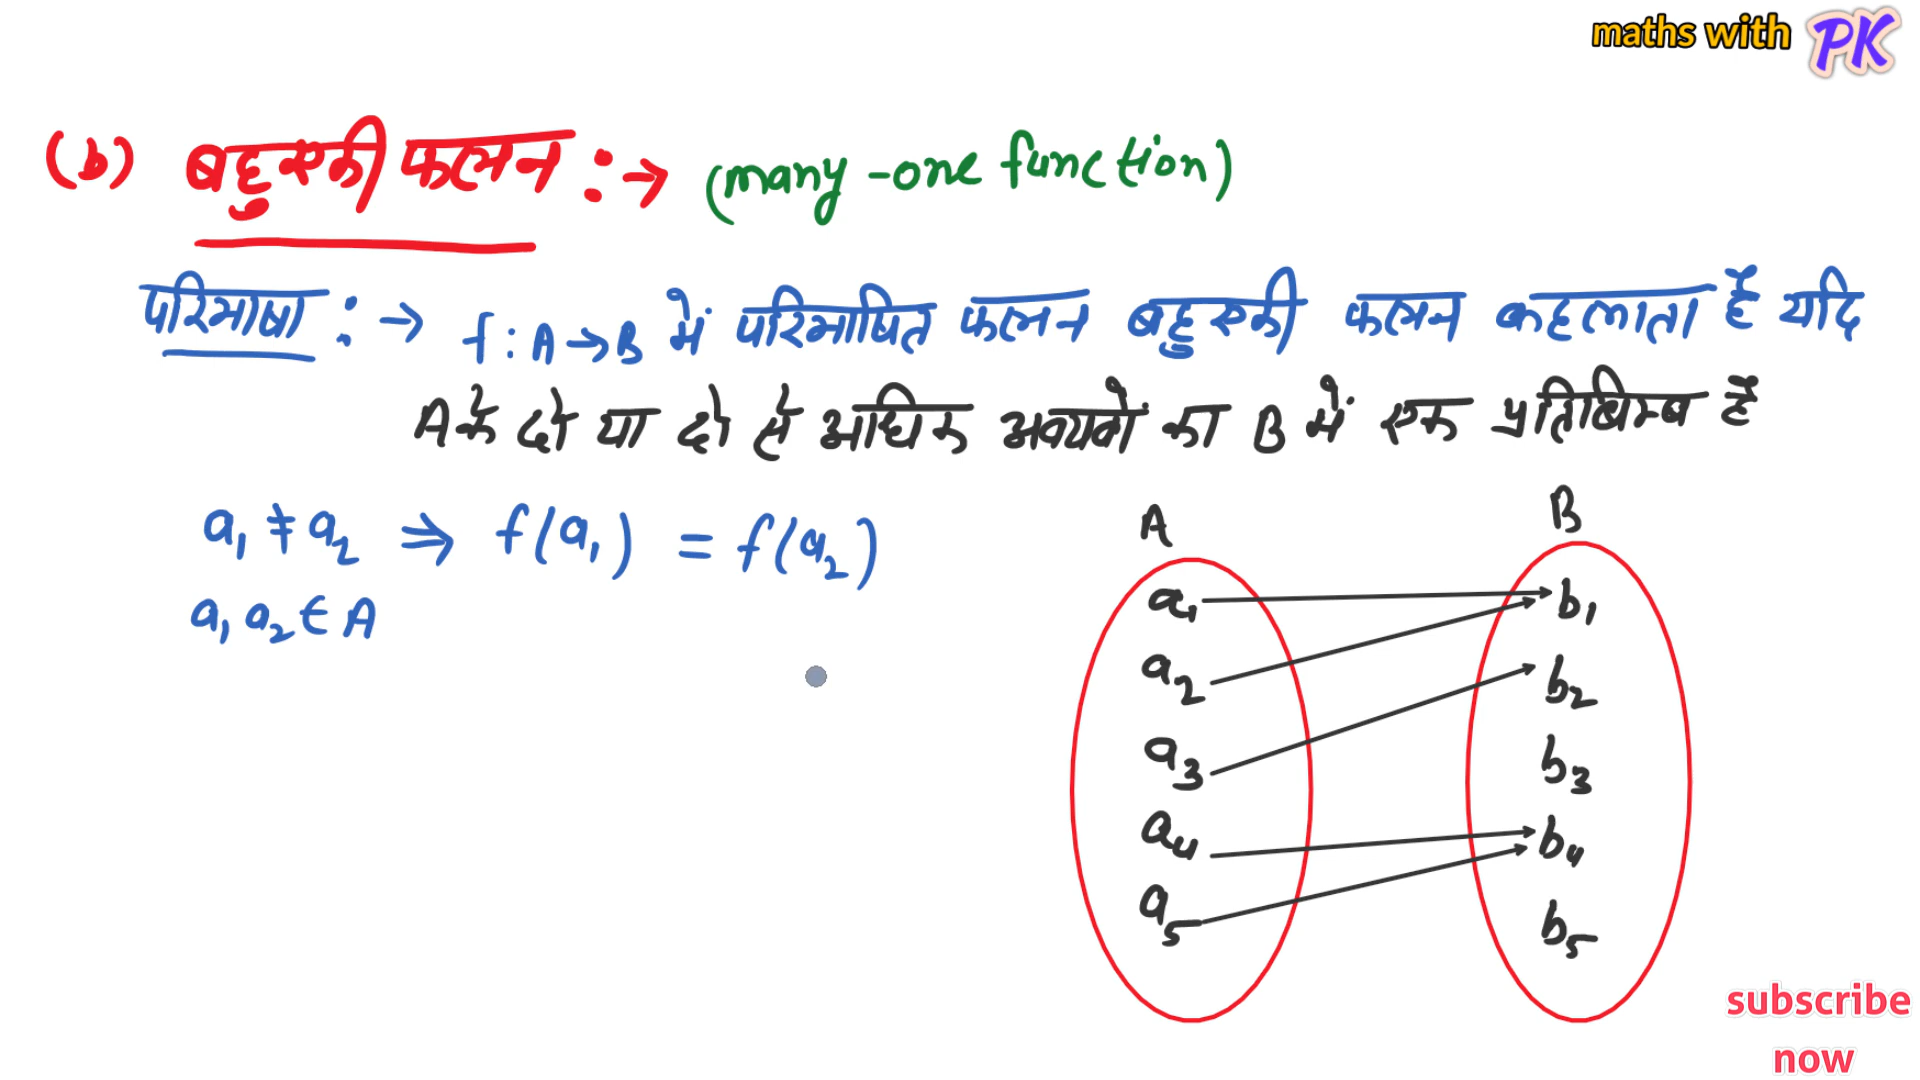 maths with PK
(b) बहुएकी फलन :→ (many-one function)
परिभाषा :→ f : A → B में परिभाषित फलन बहुएकी फलन कहलाता हैं यदि
A के दो या दो से अधिक अवयवों का B में एक प्रतिबिम्ब हैं
a₁ ≠ a₂ ⇒ f(a₁) = f(a₂)
a₁ a₂ ∈ A
A B
a₁ b₁
a₂ b₂
a₃ b₃
a₄ b₄
a₅ b₅
subscribe
now